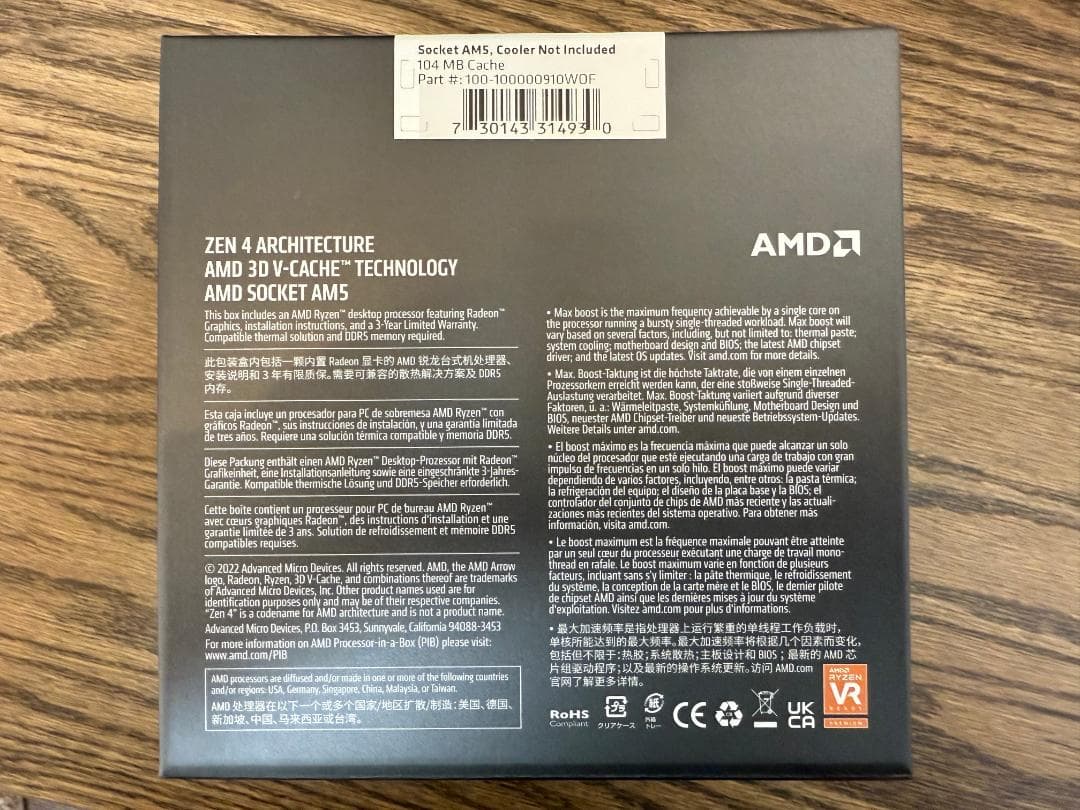 Socket AM5, Cooler Not Included
104 MB Cache
Part #: 100-100000910WOF
7 30143 31493 0
ZEN 4 ARCHITECTURE
AMD 3D V-CACHE™ TECHNOLOGY
AMD SOCKET AM5
This box includes an AMD Ryzen™ desktop processor featuring Radeon™
Graphics, installation instructions, and a 3-Year Limited Warranty.
Compatible thermal solution and DDR5 memory required.
此包装盒内包括一颗内置 Radeon 显卡的 AMD 锐龙台式机处理器、
安装说明和 3 年有限质保。需要可兼容的散热解决方案及 DDR5
内存。
Esta caja incluye un procesador para PC de sobremesa AMD Ryzen™ con
gráficos Radeon™, sus instrucciones de instalación, y una garantía limitada
de tres años. Requiere una solución térmica compatible y memoria DDR5.
Diese Packung enthält einen AMD Ryzen™ Desktop-Prozessor mit Radeon™
Grafikeinheit, eine Installationsanleitung sowie eine eingeschränkte 3-Jahres-
Garantie. Kompatible thermische Lösung und DDR5-Speicher erforderlich.
Cette boîte contient un processeur pour PC de bureau AMD Ryzen™
avec cœurs graphiques Radeon™, des instructions d'installation et une
garantie limitée de 3 ans. Solution de refroidissement et mémoire DDR5
compatibles requises.
© 2022 Advanced Micro Devices. All rights reserved. AMD, the AMD Arrow
logo, Radeon, Ryzen, 3D V-Cache, and combinations thereof are trademarks
of Advanced Micro Devices, Inc. Other product names used are for
identification purposes only and may be of their respective companies.
"Zen 4" is a codename for AMD architecture and is not a product name.
Advanced Micro Devices, P.O. Box 3453, Sunnyvale, California 94088-3453
For more information on AMD Processor-in-a-Box (PIB) please visit:
www.amd.com/PIB
AMD processors are diffused and/or made in one or more of the following countries
and/or regions: USA, Germany, Singapore, China, Malaysia, or Taiwan.
AMD 处理器在以下一个或多个国家/地区扩散/制造：美国、德国、
新加坡、中国、马来西亚或台湾。
AMD
• Max boost is the maximum frequency achievable by a single core on
the processor running a bursty single-threaded workload. Max boost will
vary based on several factors, including, but not limited to: thermal paste;
system cooling; motherboard design and BIOS; the latest AMD chipset
driver; and the latest OS updates. Visit amd.com for more details.
• Max. Boost-Taktung ist die höchste Taktrate, die von einem einzelnen
Prozessorkern erreicht werden kann, der eine stoßweise Single-Threaded-
Auslastung verarbeitet. Max. Boost-Taktung variiert aufgrund diverser
Faktoren, u. a.: Wärmeleitpaste, Systemkühlung, Motherboard Design und
BIOS, neuester AMD Chipset-Treiber und neueste Betriebssystem-Updates.
Weitere Details unter amd.com.
• El boost máximo es la frecuencia máxima que puede alcanzar un solo
núcleo del procesador que esté ejecutando una carga de trabajo con gran
impulso de frecuencias en un solo hilo. El boost máximo puede variar
dependiendo de varios factores, incluyendo, entre otros: la pasta térmica;
la refrigeración del equipo; el diseño de la placa base y la BIOS; el
controlador del conjunto de chips de AMD más reciente y las actuali-
zaciones más recientes del sistema operativo. Para obtener más
información, visita amd.com.
• Le boost maximum est la fréquence maximale pouvant être atteinte
par un seul cœur du processeur exécutant une charge de travail mono-
thread en rafale. Le boost maximum varie en fonction de plusieurs
facteurs, incluant sans s'y limiter : la pâte thermique, le refroidissement
du système, la conception de la carte mère et le BIOS, le dernier pilote
de chipset AMD ainsi que les dernières mises à jour du système
d'exploitation. Visitez amd.com pour plus d'informations.
• 最大加速频率是指处理器上运行繁重的单线程工作负载时，
单核所能达到的最大频率。最大加速频率将根据几个因素而变化，
包括但不限于：热胶；系统散热；主板设计和 BIOS；最新的 AMD 芯
片组驱动程序；以及最新的操作系统更新。访问 AMD.com
官网了解更多详情。
RoHS
Compliant
プラ
クリアケース
紙
外箱
トレー
CE
UK
CA
AMD
RYZEN
VR
READY
PREMIUM